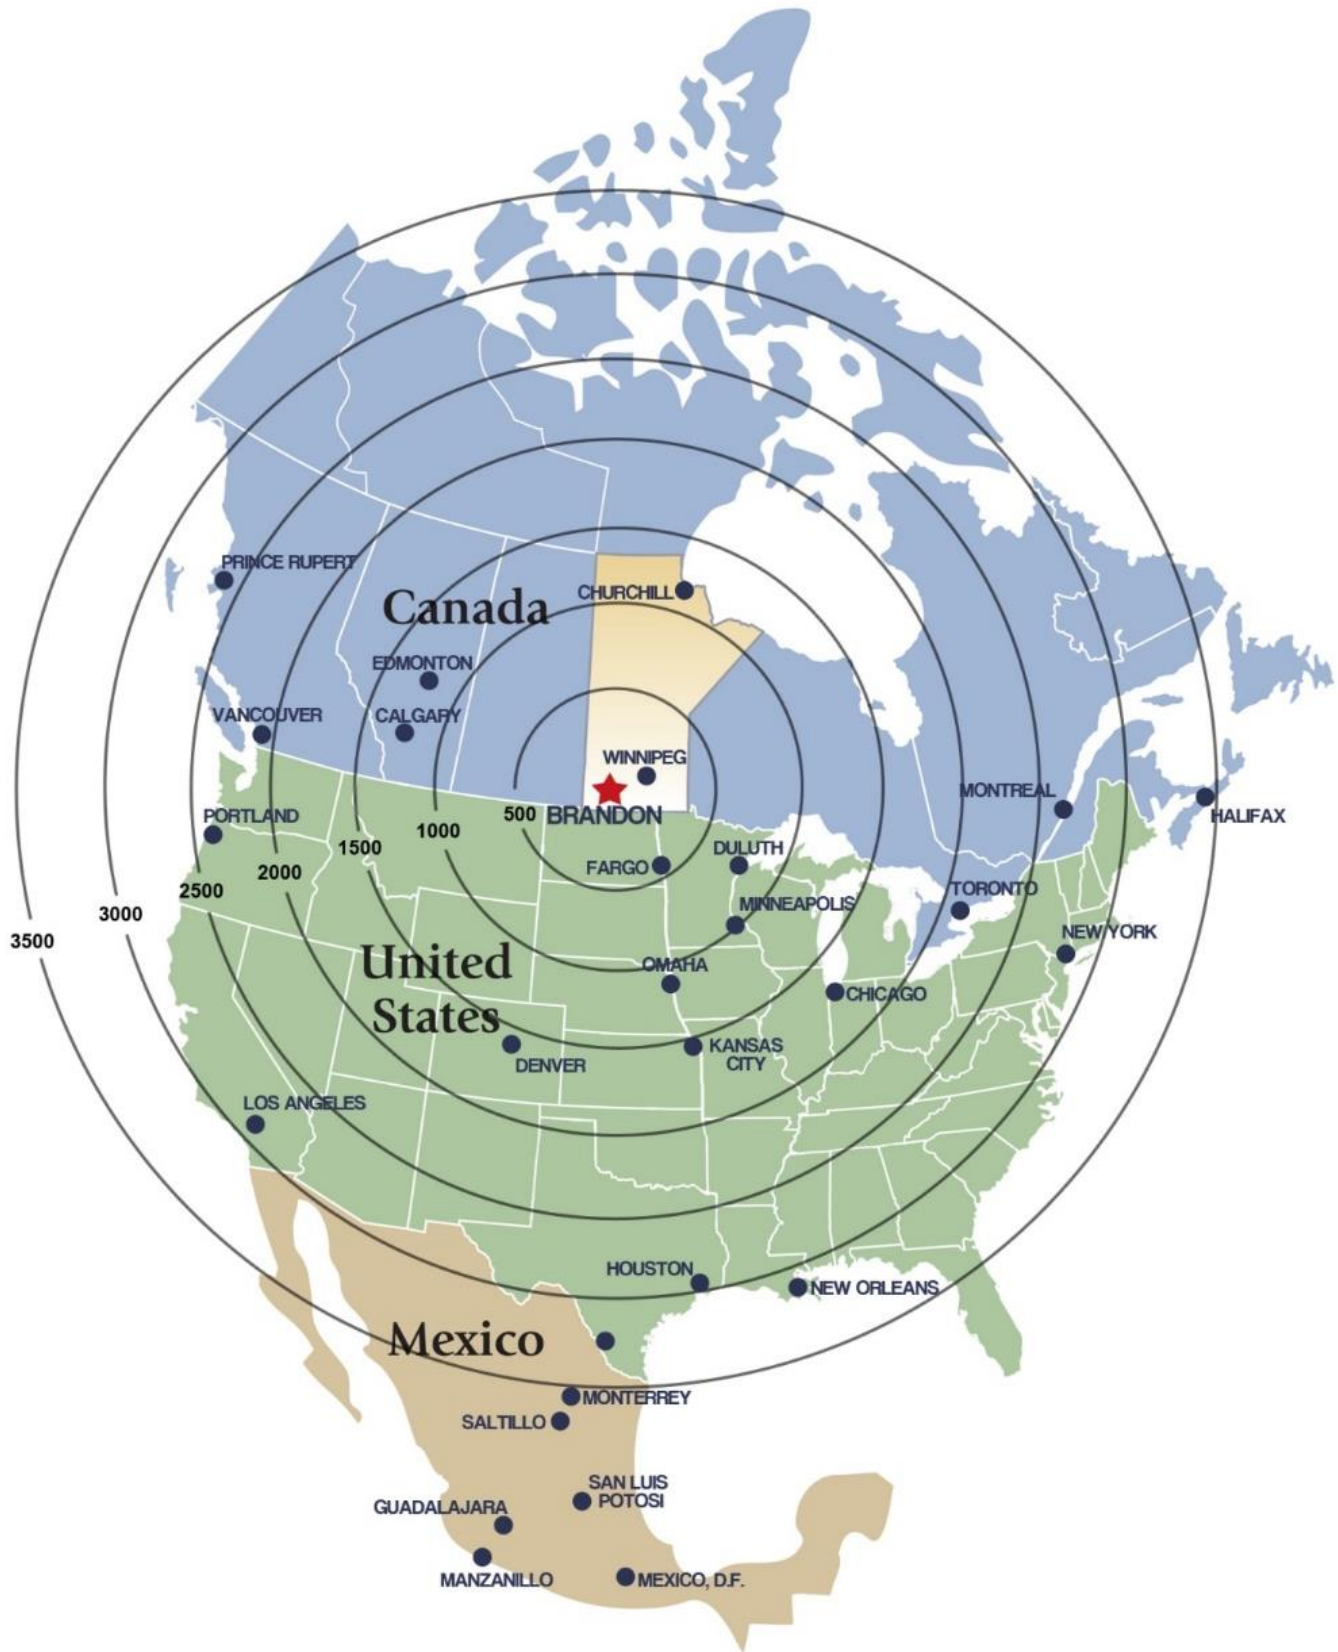 PRINCE RUPERT
CHURCHILL
Canada
EDMONTON
VANCOUVER
CALGARY
WINNIPEG
MONTREAL
PORTLAND
500
BRANDON
HALIFAX
1000
1500
DULUTH
FARGO
2000
2500
TORONTO
MINNEAPOLIS
3000
NEW YORK
3500
United
States
OMAHA
CHICAGO
KANSAS
CITY
DENVER
LOS ANGELES
HOUSTON
NEW ORLEANS
Mexico
MONTERREY
SALTILLO
SAN LUIS
POTOSI
GUADALAJARA
MANZANILLO
MEXICO, D.F.